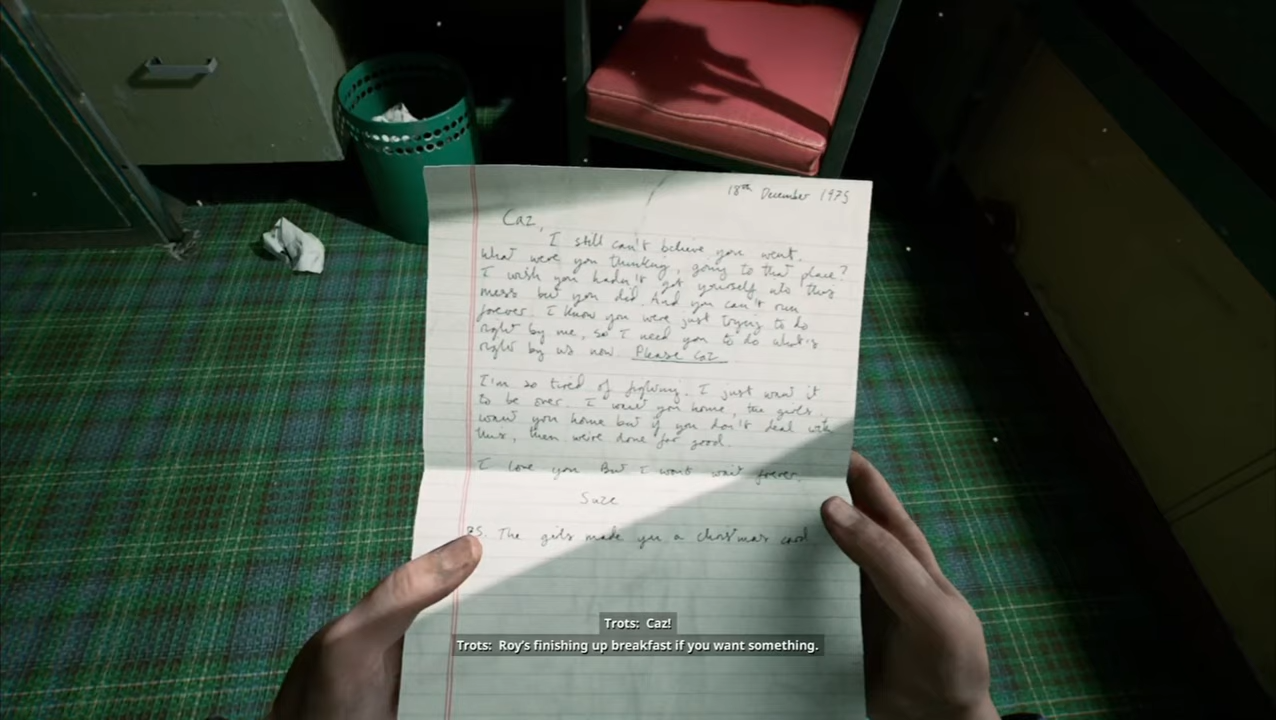 18th December 1975
Caz,
I still can't believe you went.
What were you thinking, going to that place?
I wish you hadn't got yourself into this
mess but you did. And you can't run
forever. I know you were just trying to do
right by me, so I need you to do what's
right by us now. Please Caz
I'm so tired of fighting. I just want it
to be over. I want you home, the girls
want you home but if you don't deal with
this, then we're done for good.
I love you. But I won't wait forever.
Suze
P.S. The girls made you a christmas card
Trots: Caz!
Trots: Roy's finishing up breakfast if you want something.